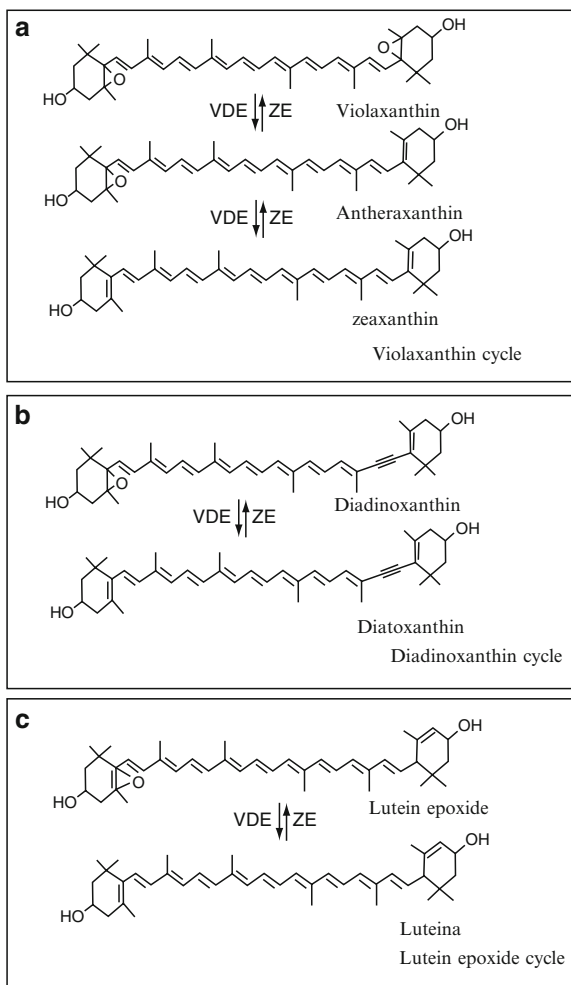 a
OH
O
O
HO
VDE ZE
Violaxanthin
OH
O
HO
VDE ZE
Antheraxanthin
OH
HO
zeaxanthin
Violaxanthin cycle
b
OH
O
HO
Diadinoxanthin
VDE ZE
OH
HO
Diatoxanthin
Diadinoxanthin cycle
c
OH
O
HO
Lutein epoxide
VDE ZE
OH
HO
Luteina
Lutein epoxide cycle